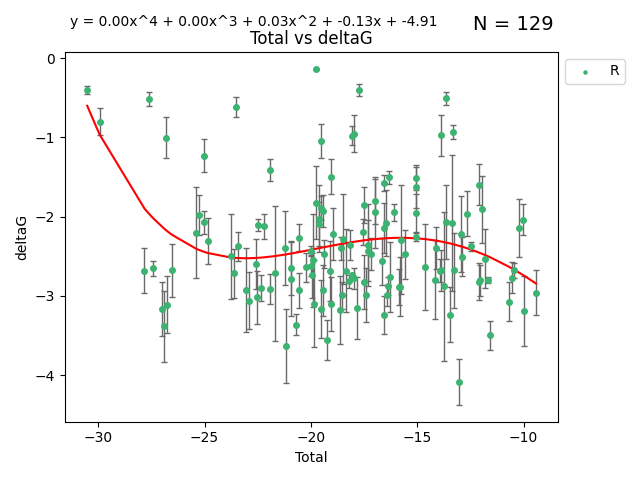 y = 0.00x^4 + 0.00x^3 + 0.03x^2 + -0.13x + -4.91
N = 129
Total vs deltaG
R
0
−1
−2
−3
−4
deltaG
−30
−25
−20
−15
−10
Total